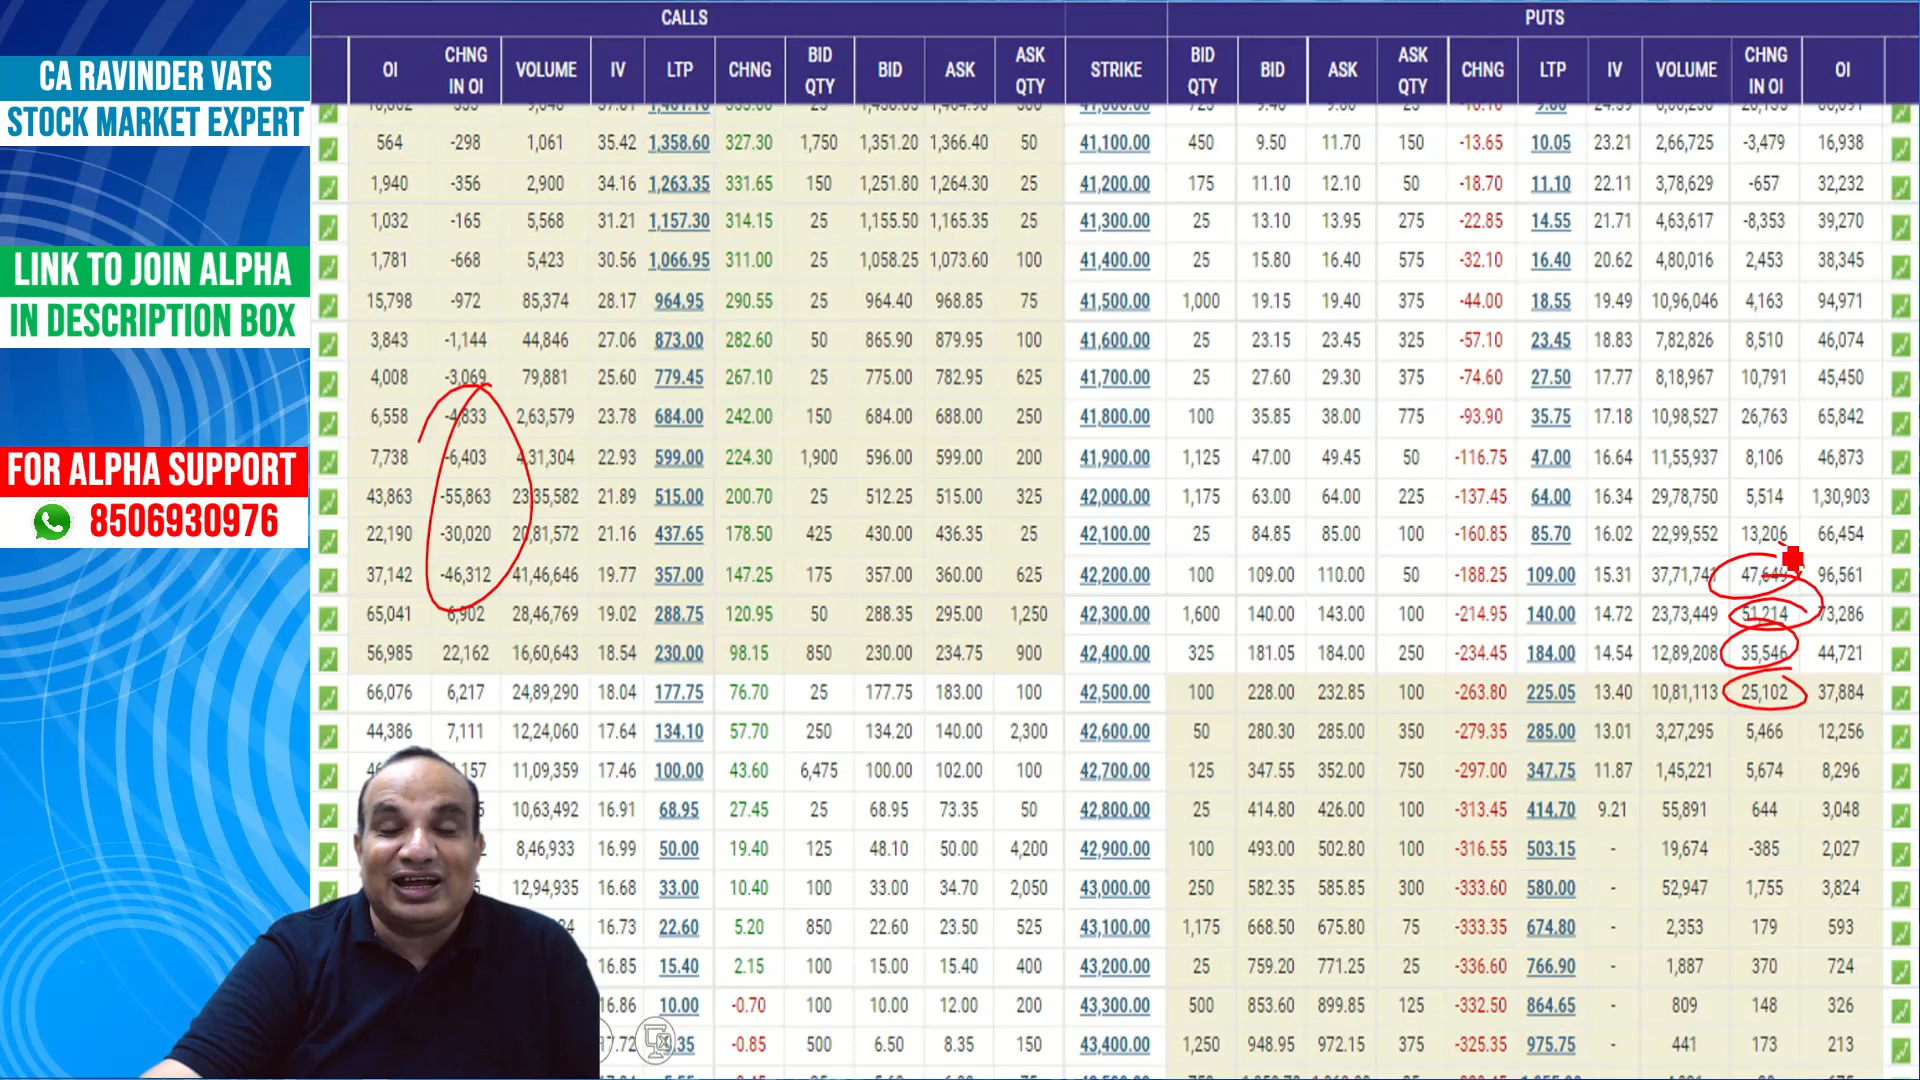 CA RAVINDER VATS
STOCK MARKET EXPERT
LINK TO JOIN ALPHA
IN DESCRIPTION BOX
FOR ALPHA SUPPORT
8506930976
CALLS PUTS
OI CHNG IN OI VOLUME IV LTP CHNG BID QTY BID ASK ASK QTY STRIKE BID QTY BID ASK ASK QTY CHNG LTP IV VOLUME CHNG IN OI OI
564 -298 1,061 35.42 1,358.60 327.30 1,750 1,351.20 1,366.40 50 41,100.00 450 9.50 11.70 150 -13.65 10.05 23.21 2,66,725 -3,479 16,938
1,940 -356 2,900 34.16 1,263.35 331.65 150 1,251.80 1,264.30 25 41,200.00 175 11.10 12.10 50 -18.70 11.10 22.11 3,78,629 -657 32,232
1,032 -165 5,568 31.21 1,157.30 314.15 25 1,155.50 1,165.35 25 41,300.00 25 13.10 13.95 275 -22.85 14.55 21.71 4,63,617 -8,353 39,270
1,781 -668 5,423 30.56 1,066.95 311.00 25 1,058.25 1,073.60 100 41,400.00 25 15.80 16.40 575 -32.10 16.40 20.62 4,80,016 2,453 38,345
15,798 -972 85,374 28.17 964.95 290.55 25 964.40 968.85 75 41,500.00 1,000 19.15 19.40 375 -44.00 18.55 19.49 10,96,046 4,163 94,971
3,843 -1,144 44,846 27.06 873.00 282.60 50 865.90 879.95 100 41,600.00 25 23.15 23.45 325 -57.10 23.45 18.83 7,82,826 8,510 46,074
4,008 -3,069 79,881 25.60 779.45 267.10 25 775.00 782.95 625 41,700.00 25 27.60 29.30 375 -74.60 27.50 17.77 8,18,967 10,791 45,450
6,558 -4,833 2,63,579 23.78 684.00 242.00 150 684.00 688.00 250 41,800.00 100 35.85 38.00 775 -93.90 35.75 17.18 10,98,527 26,763 65,842
7,738 -6,403 4,31,304 22.93 599.00 224.30 1,900 596.00 599.00 200 41,900.00 1,125 47.00 49.45 50 -116.75 47.00 16.64 11,55,937 8,106 46,873
43,863 -55,863 23,35,582 21.89 515.00 200.70 25 512.25 515.00 325 42,000.00 1,175 63.00 64.00 225 -137.45 64.00 16.34 29,78,750 5,514 1,30,903
22,190 -30,020 20,81,572 21.16 437.65 178.50 425 430.00 436.35 25 42,100.00 25 84.85 85.00 100 -160.85 85.70 16.02 22,99,552 13,206 66,454
37,142 -46,312 41,46,646 19.77 357.00 147.25 175 357.00 360.00 625 42,200.00 100 109.00 110.00 50 -188.25 109.00 15.31 37,71,741 47,649 96,561
65,041 6,902 28,46,769 19.02 288.75 120.95 50 288.35 295.00 1,250 42,300.00 1,600 140.00 143.00 100 -214.95 140.00 14.72 23,73,449 51,214 73,286
56,985 22,162 16,60,643 18.54 230.00 98.15 850 230.00 234.75 900 42,400.00 325 181.05 184.00 250 -234.45 184.00 14.54 12,89,208 35,546 44,721
66,076 6,217 24,89,290 18.04 177.75 76.70 25 177.75 183.00 100 42,500.00 100 228.00 232.85 100 -263.80 225.05 13.40 10,81,113 25,102 37,884
44,386 7,111 12,24,060 17.64 134.10 57.70 250 134.20 140.00 2,300 42,600.00 50 280.30 285.00 350 -279.35 285.00 13.01 3,27,295 5,466 12,256
11,09,359 17.46 100.00 43.60 6,475 100.00 102.00 100 42,700.00 125 347.55 352.00 750 -297.00 347.75 11.87 1,45,221 5,674 8,296
10,63,492 16.91 68.95 27.45 25 68.95 73.35 50 42,800.00 25 414.80 426.00 100 -313.45 414.70 9.21 55,891 644 3,048
8,46,933 16.99 50.00 19.40 125 48.10 50.00 4,200 42,900.00 100 493.00 502.80 100 -316.55 503.15 - 19,674 -385 2,027
12,94,935 16.68 33.00 10.40 100 33.00 34.70 2,050 43,000.00 250 582.35 585.85 300 -333.60 580.00 - 52,947 1,755 3,824
16.73 22.60 5.20 850 22.60 23.50 525 43,100.00 1,175 668.50 675.80 75 -333.35 674.80 - 2,353 179 593
16.85 15.40 2.15 100 15.00 15.40 400 43,200.00 25 759.20 771.25 25 -336.60 766.90 - 1,887 370 724
16.86 10.00 -0.70 100 10.00 12.00 200 43,300.00 500 853.60 899.85 125 -332.50 864.65 - 809 148 326
-0.85 500 6.50 8.35 150 43,400.00 1,250 948.95 972.15 375 -325.35 975.75 - 441 173 213